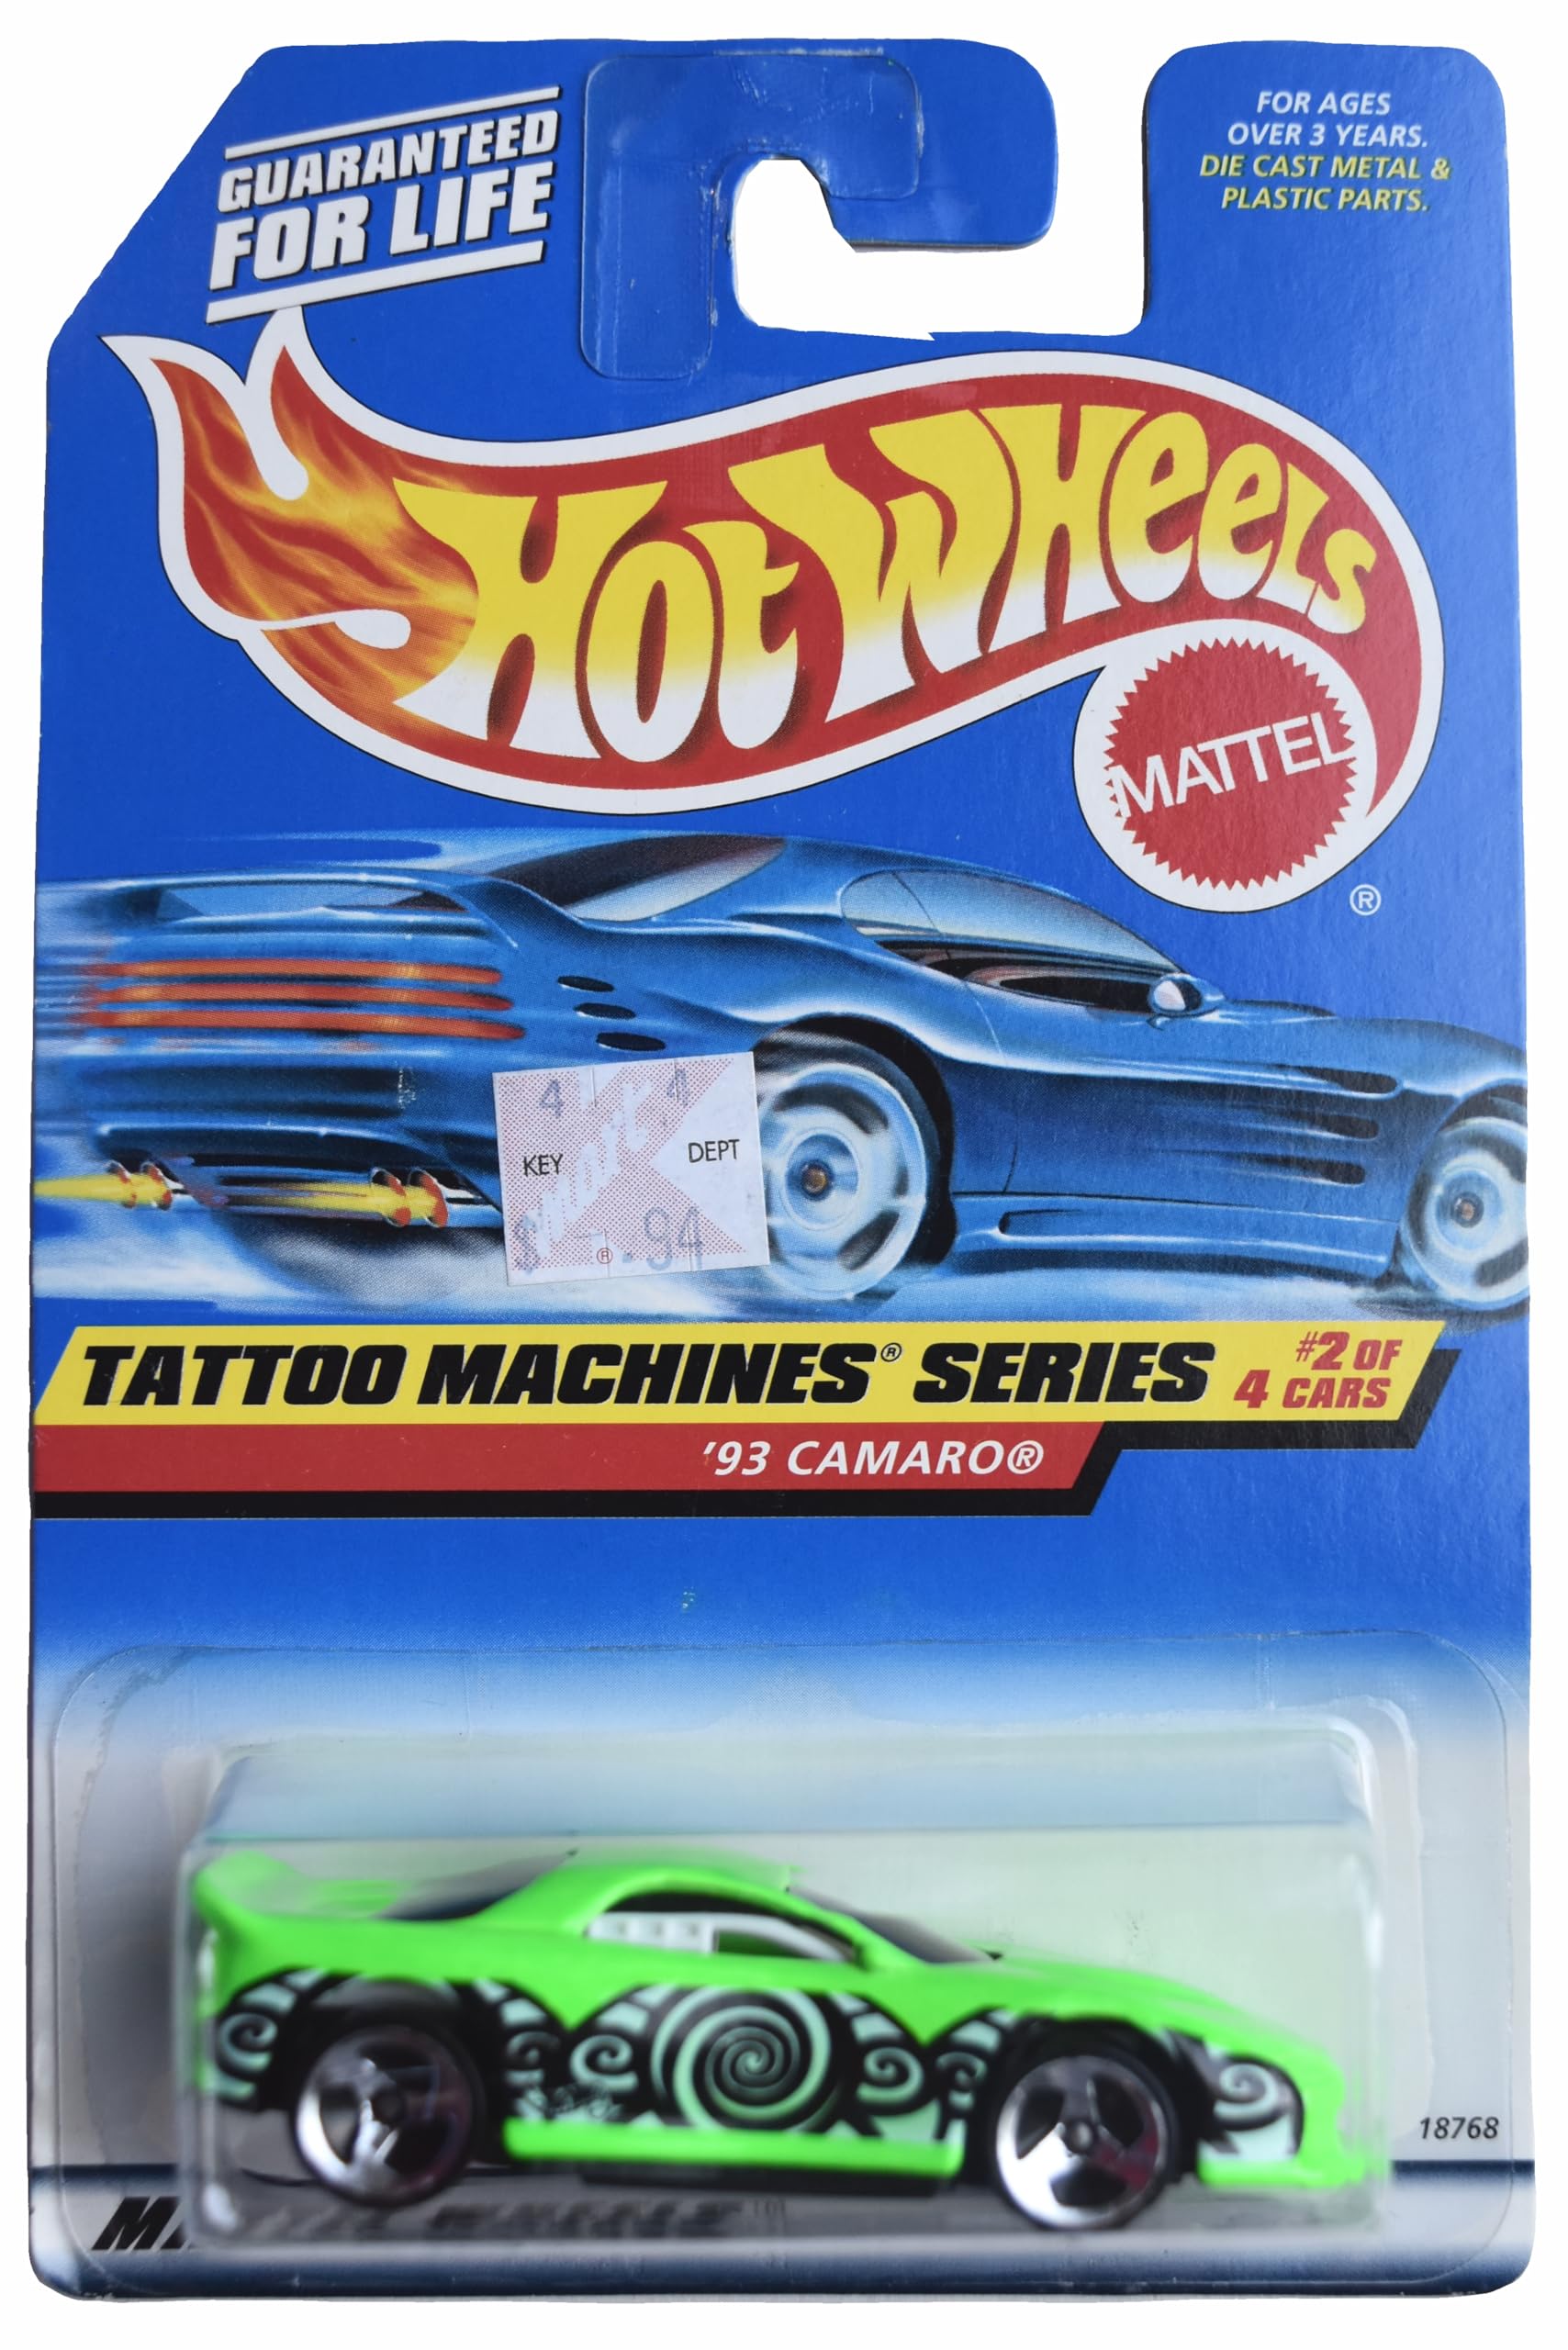 GUARANTEED
FOR LIFE
FOR AGES
OVER 3 YEARS.
DIE CAST METAL &
PLASTIC PARTS.
HOT WHEELS
MATTEL
®
4 4
KEY DEPT
$ .94
®
TATTOO MACHINES® SERIES
#2 OF
4 CARS
'93 CAMARO®
18768